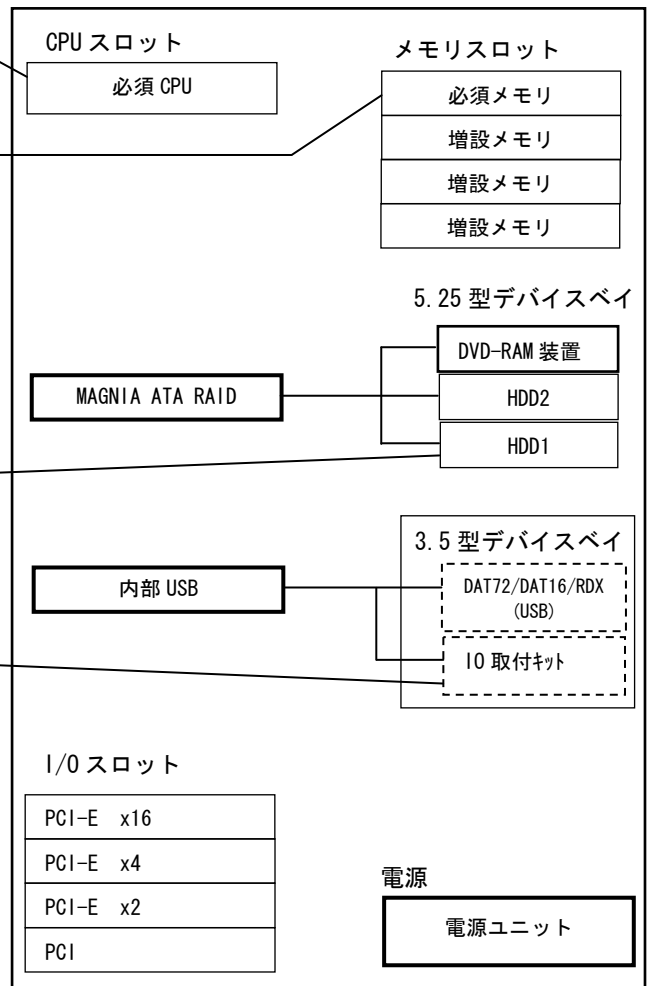 CPU スロット
必須 CPU
メモリスロット
必須メモリ
増設メモリ
増設メモリ
増設メモリ
5.25 型デバイスベイ
DVD-RAM 装置
MAGNIA ATA RAID
HDD2
HDD1
3.5 型デバイスベイ
内部 USB
DAT72/DAT16/RDX
(USB)
IO 取付キット
I/O スロット
PCI-E x16
PCI-E x4
PCI-E x2
PCI
電源
電源ユニット